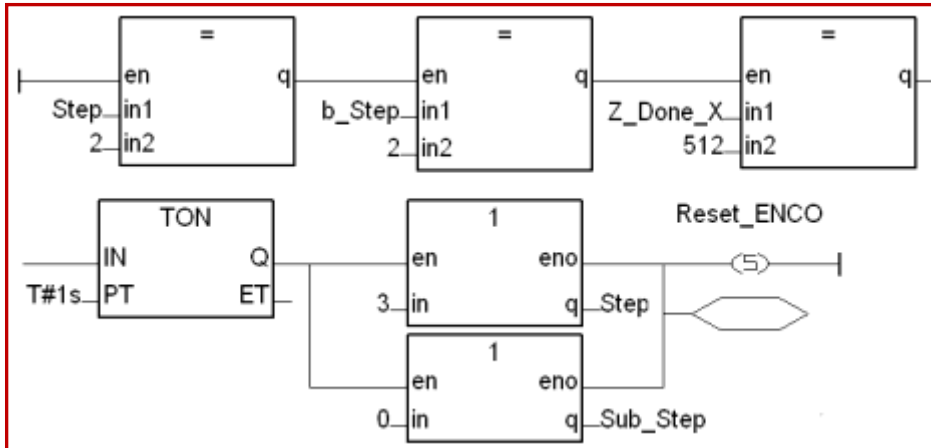 = = =
en q en q en q
Step in1 b_Step in1 Z_Done_X in1
2 in2 2 in2 512 in2
TON 1 Reset_ENCO
IN Q en eno S
T#1s PT ET 3 in q Step
1
en eno
0 in q Sub_Step